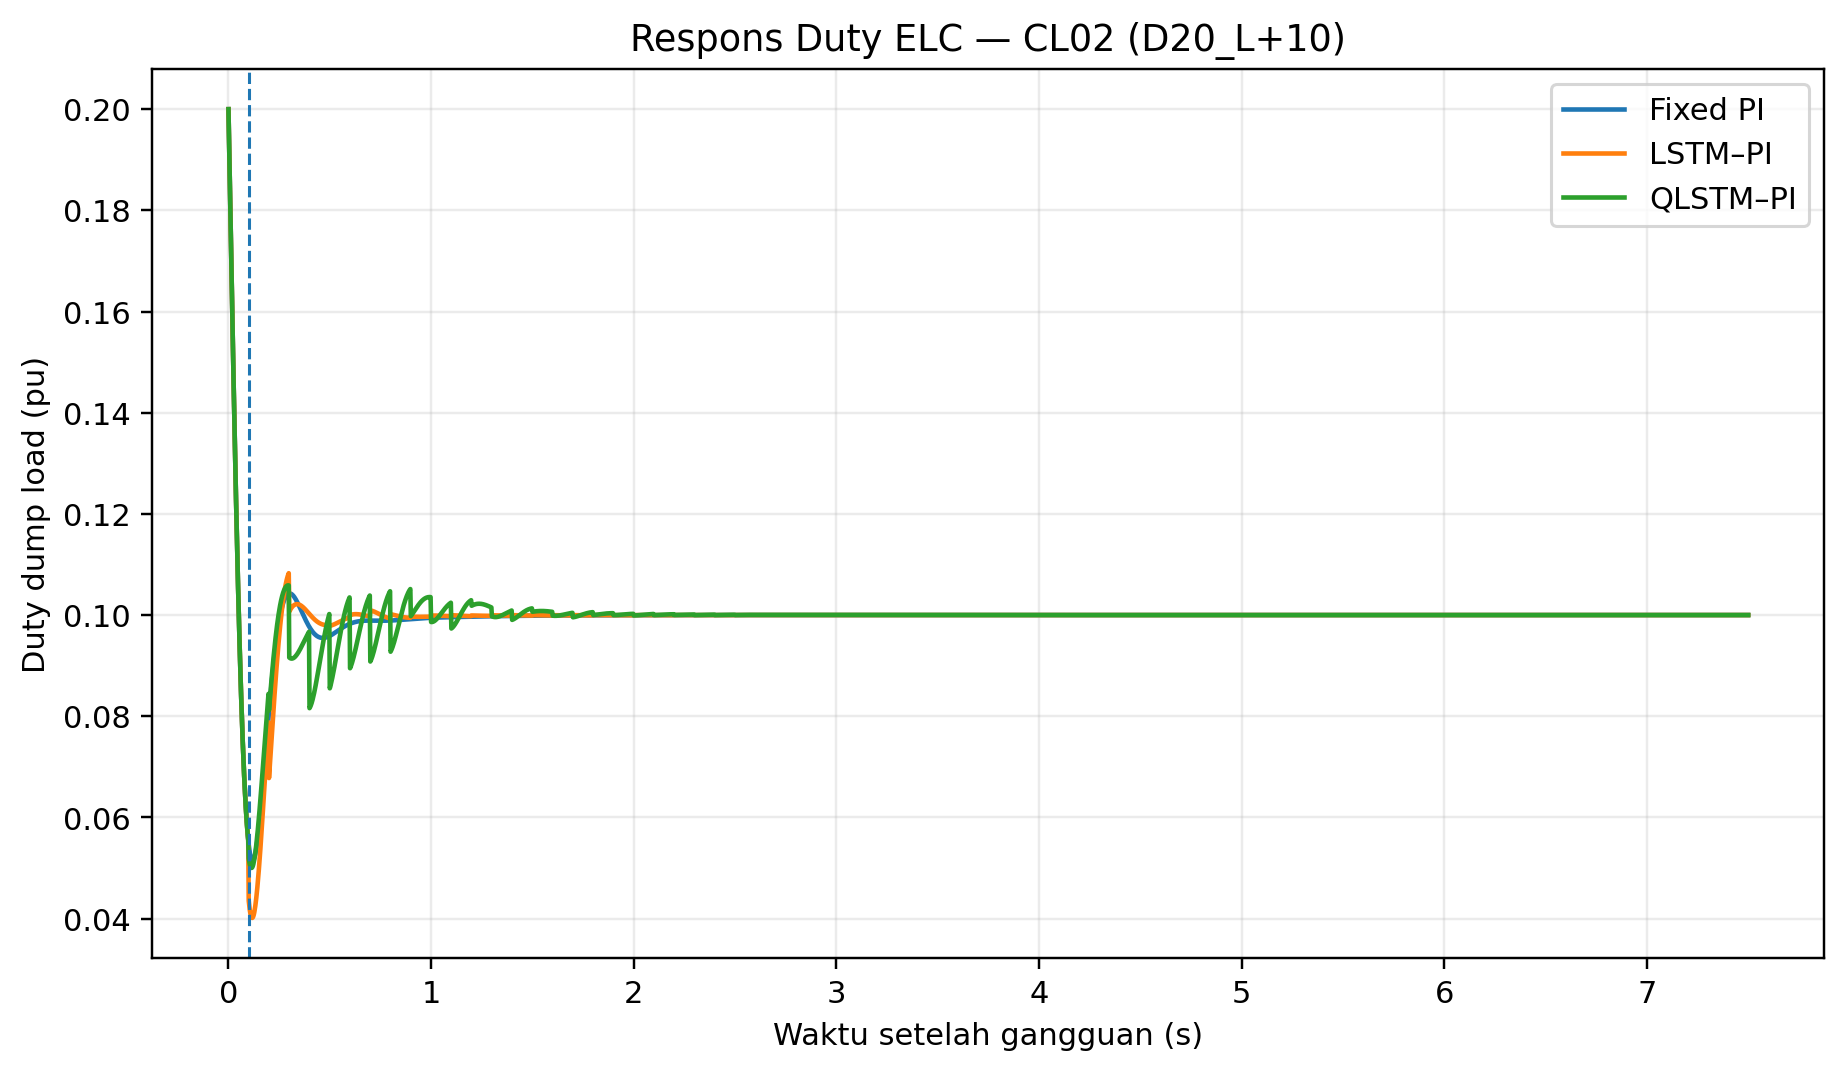 Respons Duty ELC — CL02 (D20_L+10)
Fixed PI
LSTM–PI
QLSTM–PI
Duty dump load (pu)
0.20
0.18
0.16
0.14
0.12
0.10
0.08
0.06
0.04
0 1 2 3 4 5 6 7
Waktu setelah gangguan (s)